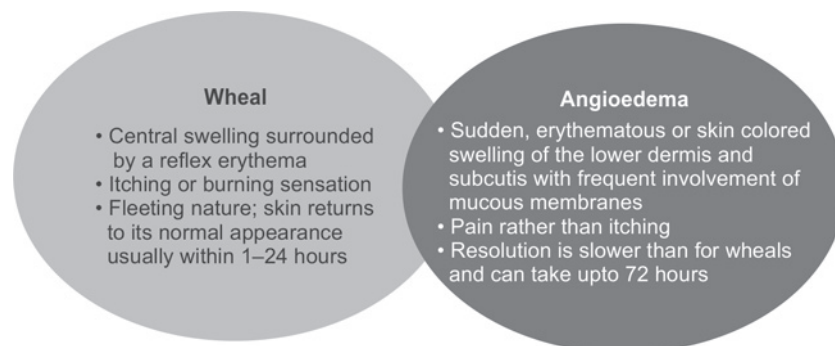 Wheal
• Central swelling surrounded
by a reflex erythema
• Itching or burning sensation
• Fleeting nature; skin returns
to its normal appearance
usually within 1–24 hours
Angioedema
• Sudden, erythematous or skin colored
swelling of the lower dermis and
subcutis with frequent involvement of
mucous membranes
• Pain rather than itching
• Resolution is slower than for wheals
and can take upto 72 hours